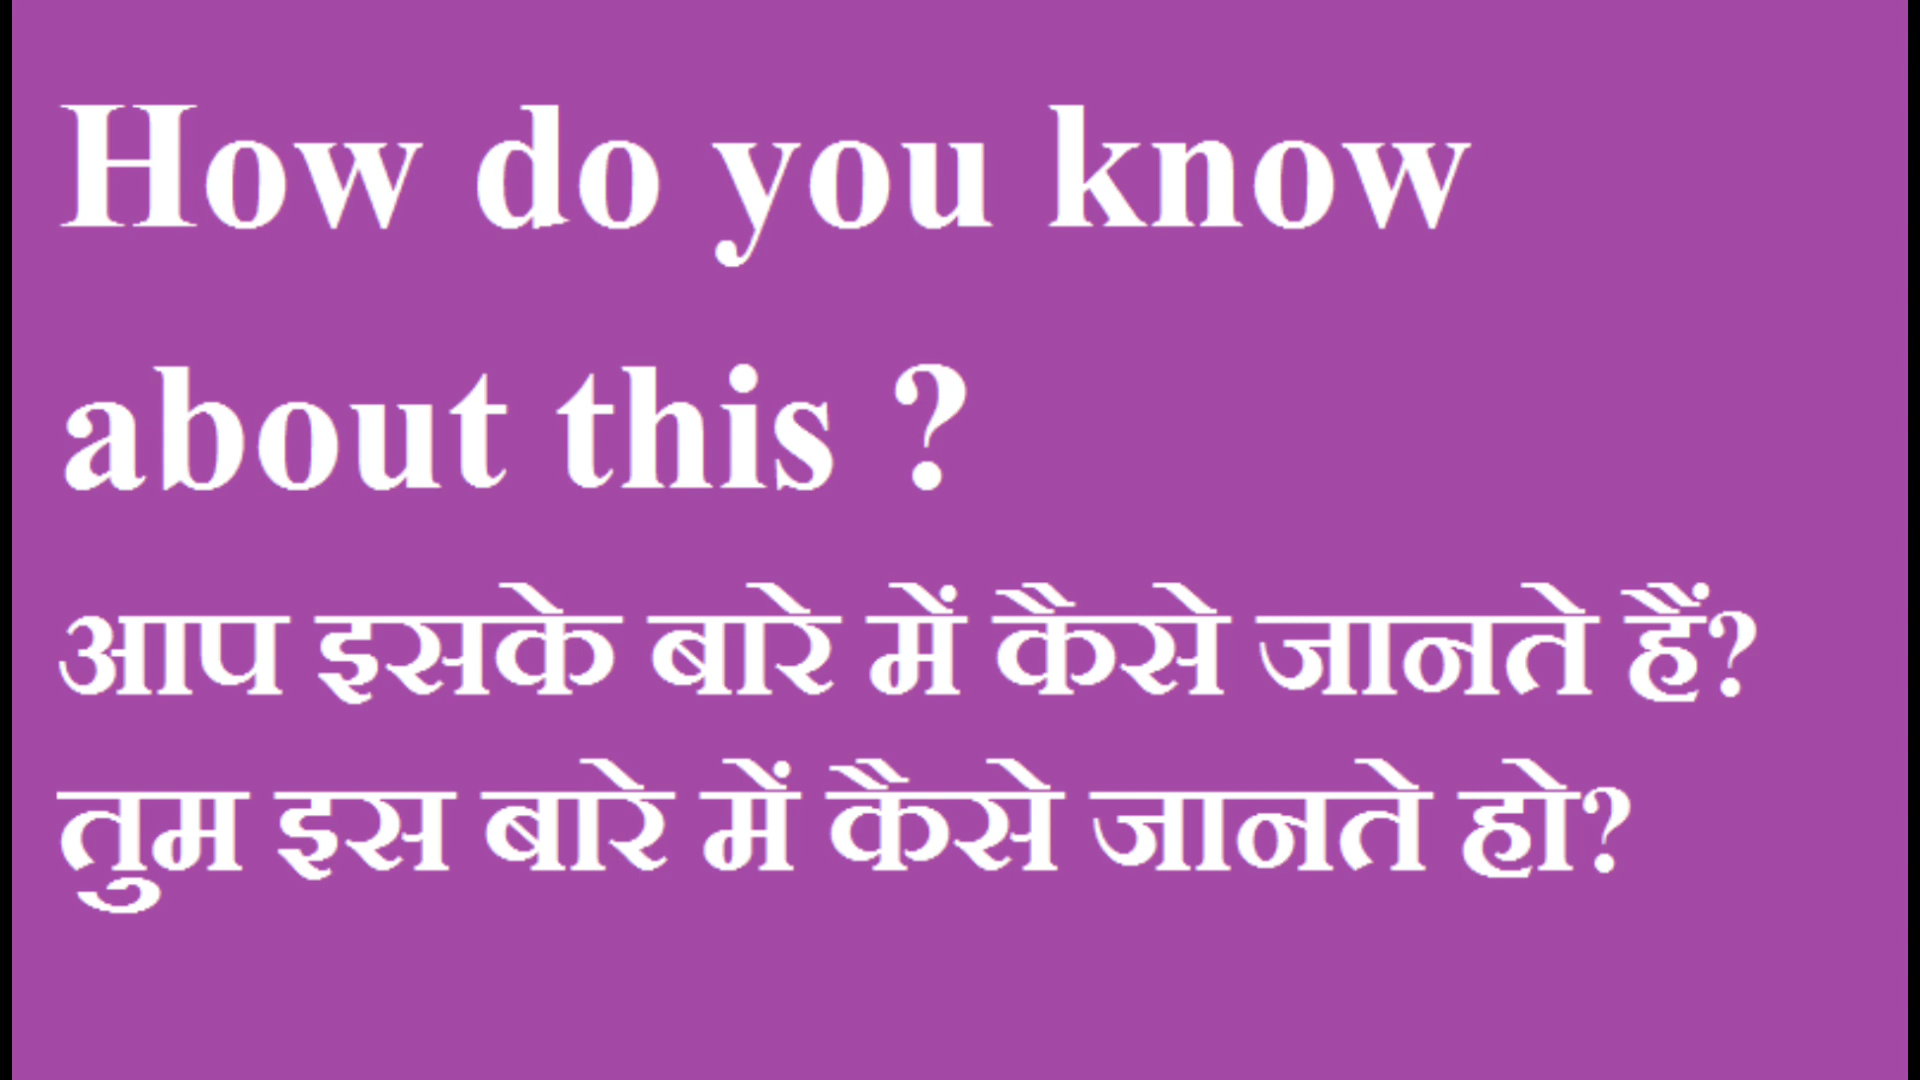 How do you know
about this ?
आप इसके बारे में कैसे जानते हैं?
तुम इस बारे में कैसे जानते हो?